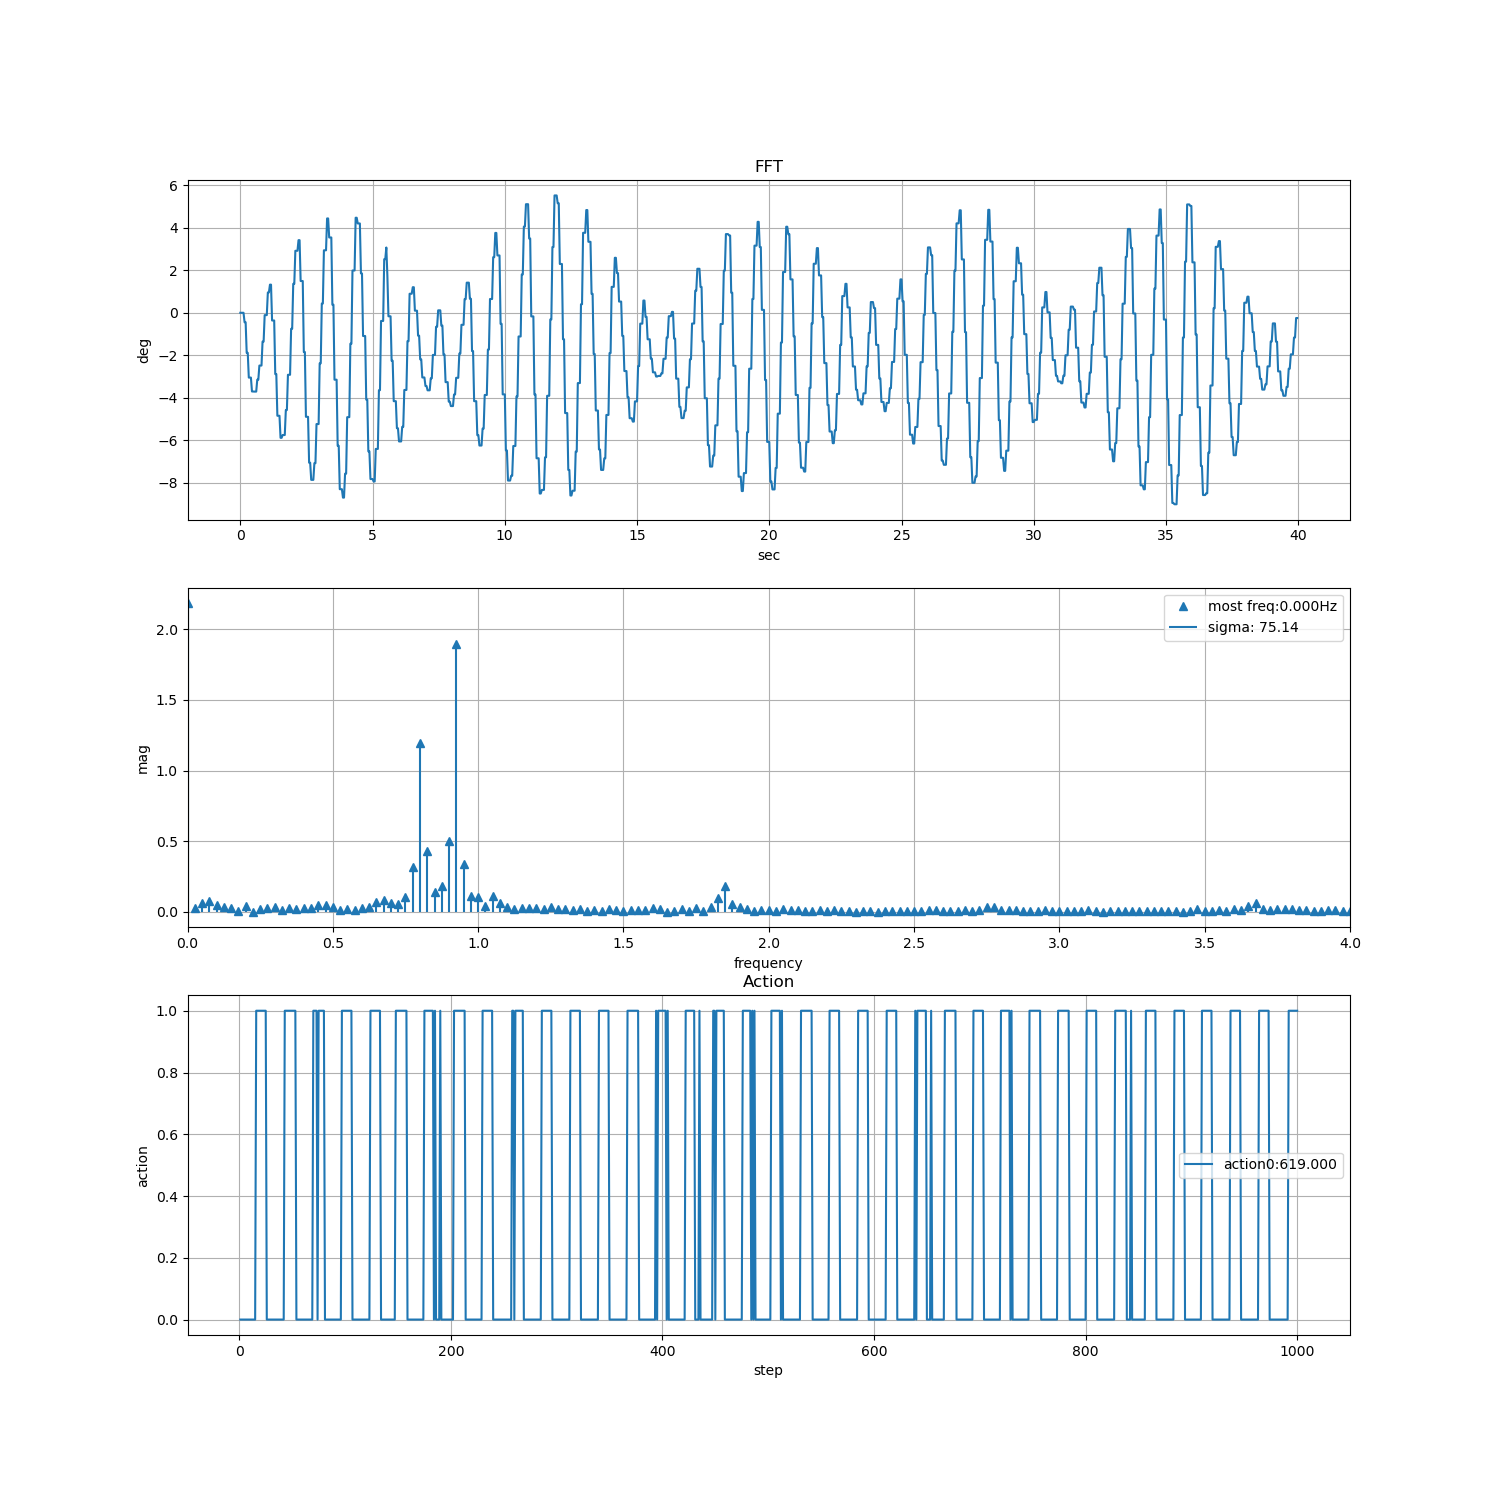 FFT
6
4
2
0
−2
−4
−6
−8
deg
0 5 10 15 20 25 30 35 40
sec
most freq:0.000Hz
sigma: 75.14
2.0
1.5
1.0
0.5
0.0
mag
0.0 0.5 1.0 1.5 2.0 2.5 3.0 3.5 4.0
frequency
Action
1.0
0.8
0.6
0.4
0.2
0.0
action
action0:619.000
0 200 400 600 800 1000
step